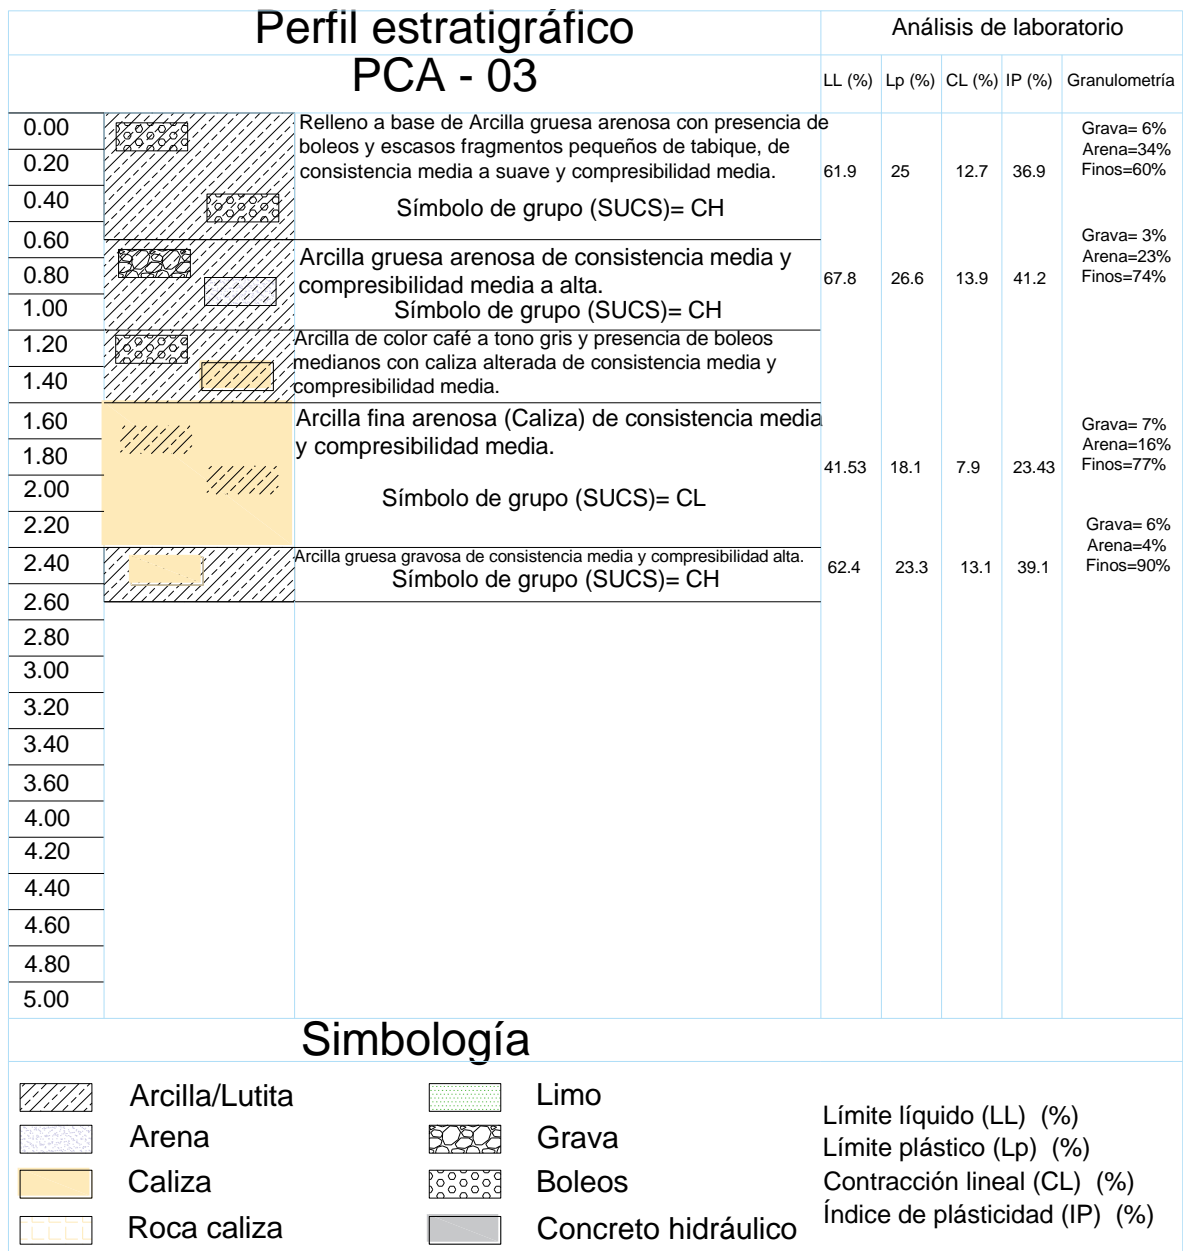 Perfil estratigráfico
Análisis de laboratorio
PCA - 03
LL (%) Lp (%) CL (%) IP (%) Granulometría
0.00
0.20
0.40
0.60
0.80
1.00
1.20
1.40
1.60
1.80
2.00
2.20
2.40
2.60
2.80
3.00
3.20
3.40
3.60
4.00
4.20
4.40
4.60
4.80
5.00
Relleno a base de Arcilla gruesa arenosa con presencia de
boleos y escasos fragmentos pequeños de tabique, de
consistencia media a suave y compresibilidad media.
Símbolo de grupo (SUCS)= CH
61.9 25 12.7 36.9
Grava= 6%
Arena=34%
Finos=60%
Arcilla gruesa arenosa de consistencia media y
compresibilidad media a alta.
Símbolo de grupo (SUCS)= CH
67.8 26.6 13.9 41.2
Grava= 3%
Arena=23%
Finos=74%
Arcilla de color café a tono gris y presencia de boleos
medianos con caliza alterada de consistencia media y
compresibilidad media.
Arcilla fina arenosa (Caliza) de consistencia media
y compresibilidad media.
Símbolo de grupo (SUCS)= CL
41.53 18.1 7.9 23.43
Grava= 7%
Arena=16%
Finos=77%
Arcilla gruesa gravosa de consistencia media y compresibilidad alta.
Símbolo de grupo (SUCS)= CH
62.4 23.3 13.1 39.1
Grava= 6%
Arena=4%
Finos=90%
Simbología
Arcilla/Lutita
Arena
Caliza
Roca caliza
Limo
Grava
Boleos
Concreto hidráulico
Límite líquido (LL) (%)
Límite plástico (Lp) (%)
Contracción lineal (CL) (%)
Índice de plásticidad (IP) (%)